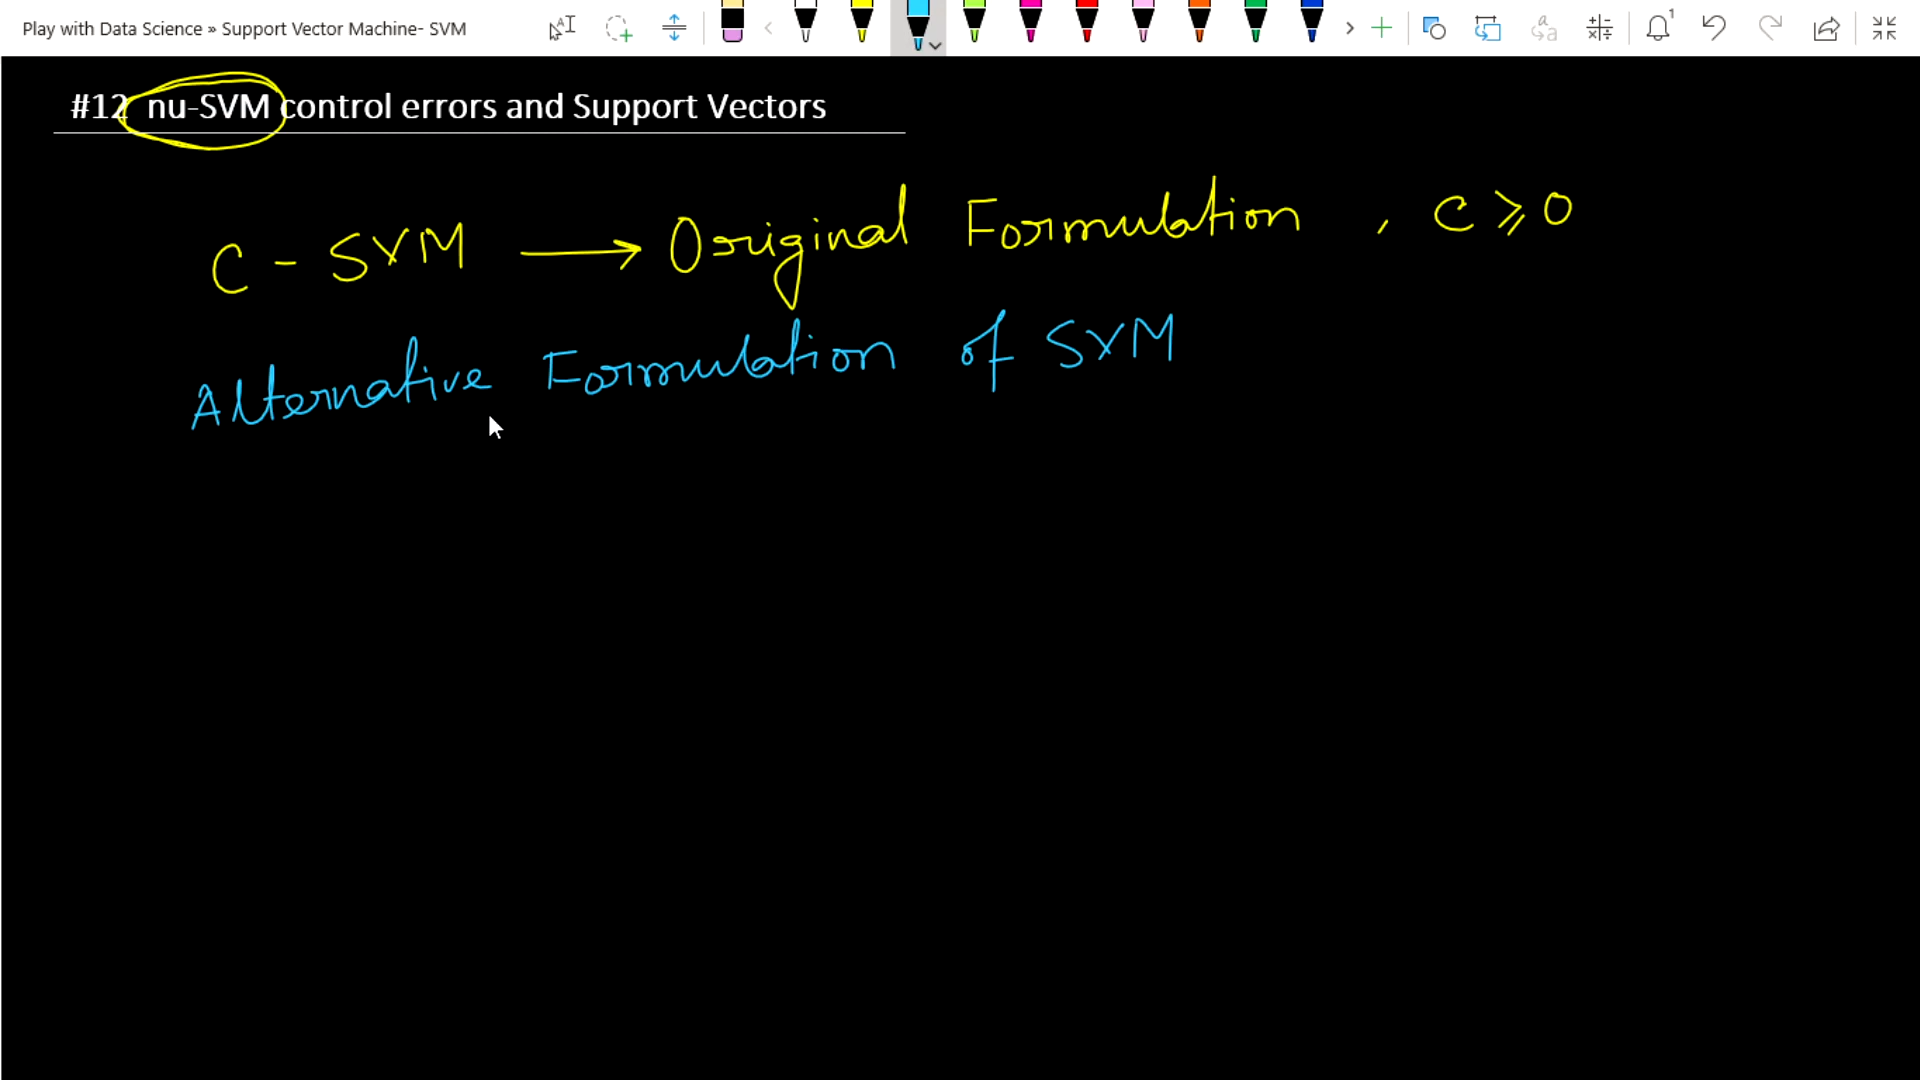 Play with Data Science » Support Vector Machine- SVM
#12 nu-SVM control errors and Support Vectors
C - SVM → Original Formulation , C ⩾ 0
Alternative Formulation of SVM